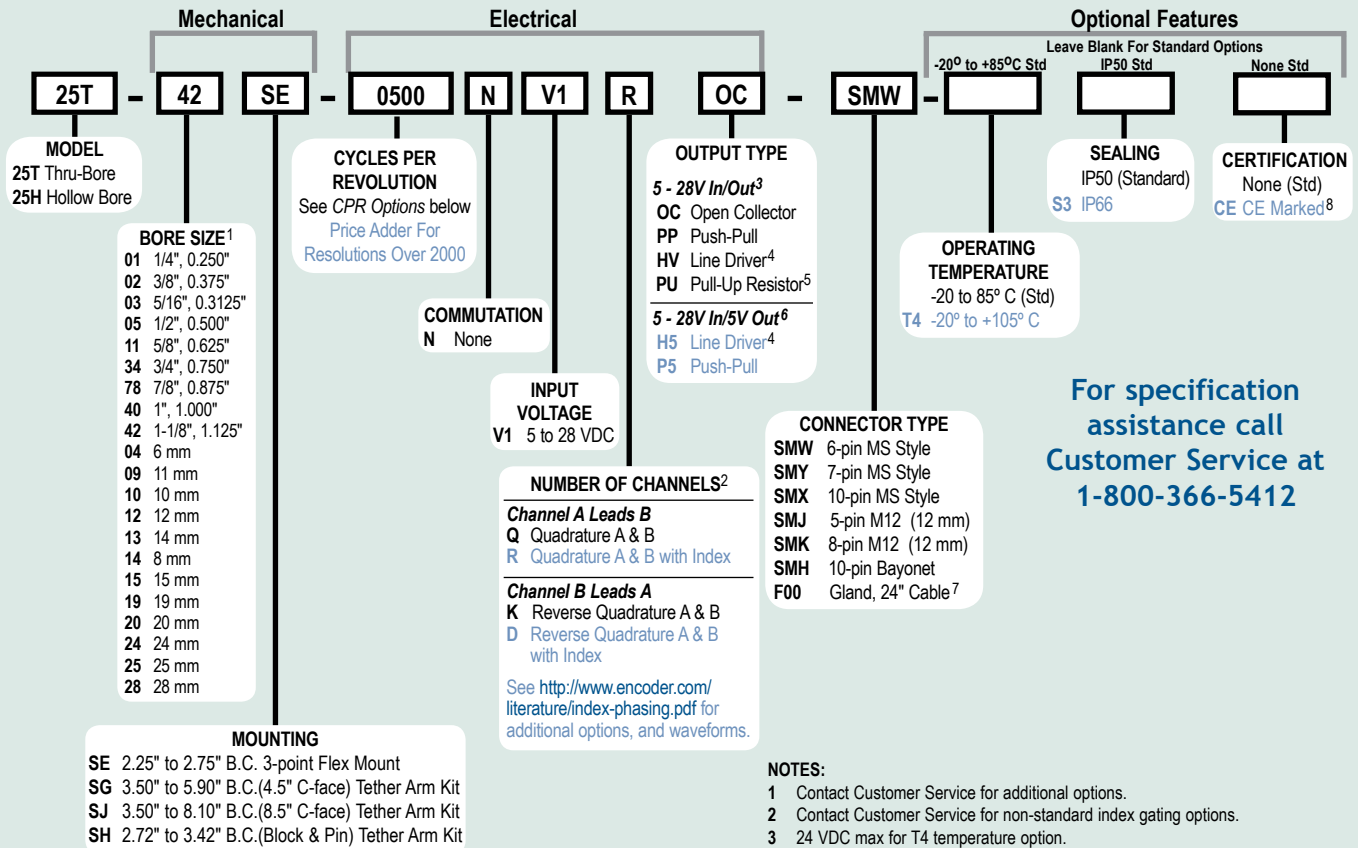 Mechanical
Electrical
Optional Features
Leave Blank For Standard Options
-20⁰ to +85⁰C Std
IP50 Std
None Std
25T - 42 SE - 0500 N V1 R OC - SMW -
MODEL
25T Thru-Bore
25H Hollow Bore
BORE SIZE1
01 1/4", 0.250"
02 3/8", 0.375"
03 5/16", 0.3125"
05 1/2", 0.500"
11 5/8", 0.625"
34 3/4", 0.750"
78 7/8", 0.875"
40 1", 1.000"
42 1-1/8", 1.125"
04 6 mm
09 11 mm
10 10 mm
12 12 mm
13 14 mm
14 8 mm
15 15 mm
19 19 mm
20 20 mm
24 24 mm
25 25 mm
28 28 mm
MOUNTING
SE 2.25" to 2.75" B.C. 3-point Flex Mount
SG 3.50" to 5.90" B.C.(4.5" C-face) Tether Arm Kit
SJ 3.50" to 8.10" B.C.(8.5" C-face) Tether Arm Kit
SH 2.72" to 3.42" B.C.(Block & Pin) Tether Arm Kit
CYCLES PER
REVOLUTION
See CPR Options below
Price Adder For
Resolutions Over 2000
COMMUTATION
N None
INPUT
VOLTAGE
V1 5 to 28 VDC
NUMBER OF CHANNELS2
Channel A Leads B
Q Quadrature A & B
R Quadrature A & B with Index
Channel B Leads A
K Reverse Quadrature A & B
D Reverse Quadrature A & B
with Index
See http://www.encoder.com/
literature/index-phasing.pdf for
additional options, and waveforms.
OUTPUT TYPE
5 - 28V In/Out3
OC Open Collector
PP Push-Pull
HV Line Driver4
PU Pull-Up Resistor5
5 - 28V In/5V Out6
H5 Line Driver4
P5 Push-Pull
CONNECTOR TYPE
SMW 6-pin MS Style
SMY 7-pin MS Style
SMX 10-pin MS Style
SMJ 5-pin M12 (12 mm)
SMK 8-pin M12 (12 mm)
SMH 10-pin Bayonet
F00 Gland, 24" Cable7
OPERATING
TEMPERATURE
-20 to 85º C (Std)
T4 -20º to +105º C
SEALING
IP50 (Standard)
S3 IP66
CERTIFICATION
None (Std)
CE CE Marked8
For specification
assistance call
Customer Service at
1-800-366-5412
NOTES:
1 Contact Customer Service for additional options.
2 Contact Customer Service for non-standard index gating options.
3 24 VDC max for T4 temperature option.